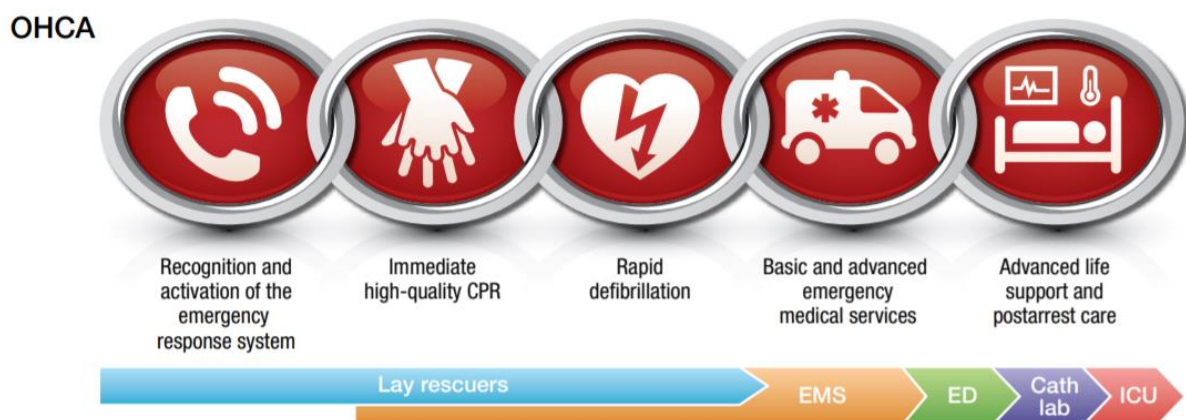 OHCA
Recognition and
activation of the
emergency
response system
Immediate
high-quality CPR
Rapid
defibrillation
Basic and advanced
emergency
medical services
Advanced life
support and
postarrest care
Lay rescuers
EMS
ED
Cath
lab
ICU